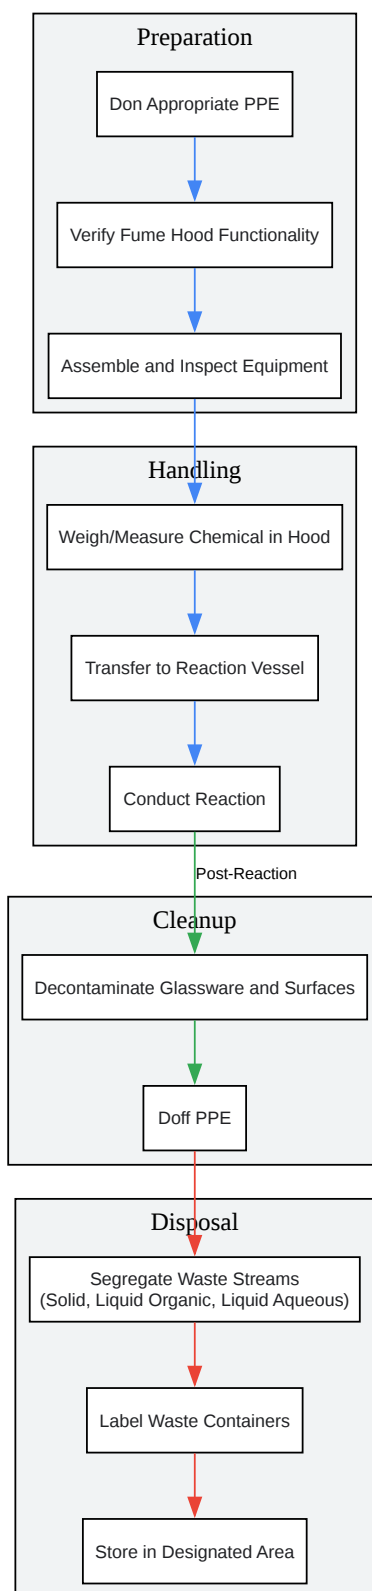 Preparation
Don Appropriate PPE
Verify Fume Hood Functionality
Assemble and Inspect Equipment
Handling
Weigh/Measure Chemical in Hood
Transfer to Reaction Vessel
Conduct Reaction
Post-Reaction
Cleanup
Decontaminate Glassware and Surfaces
Doff PPE
Disposal
Segregate Waste Streams
(Solid, Liquid Organic, Liquid Aqueous)
Label Waste Containers
Store in Designated Area